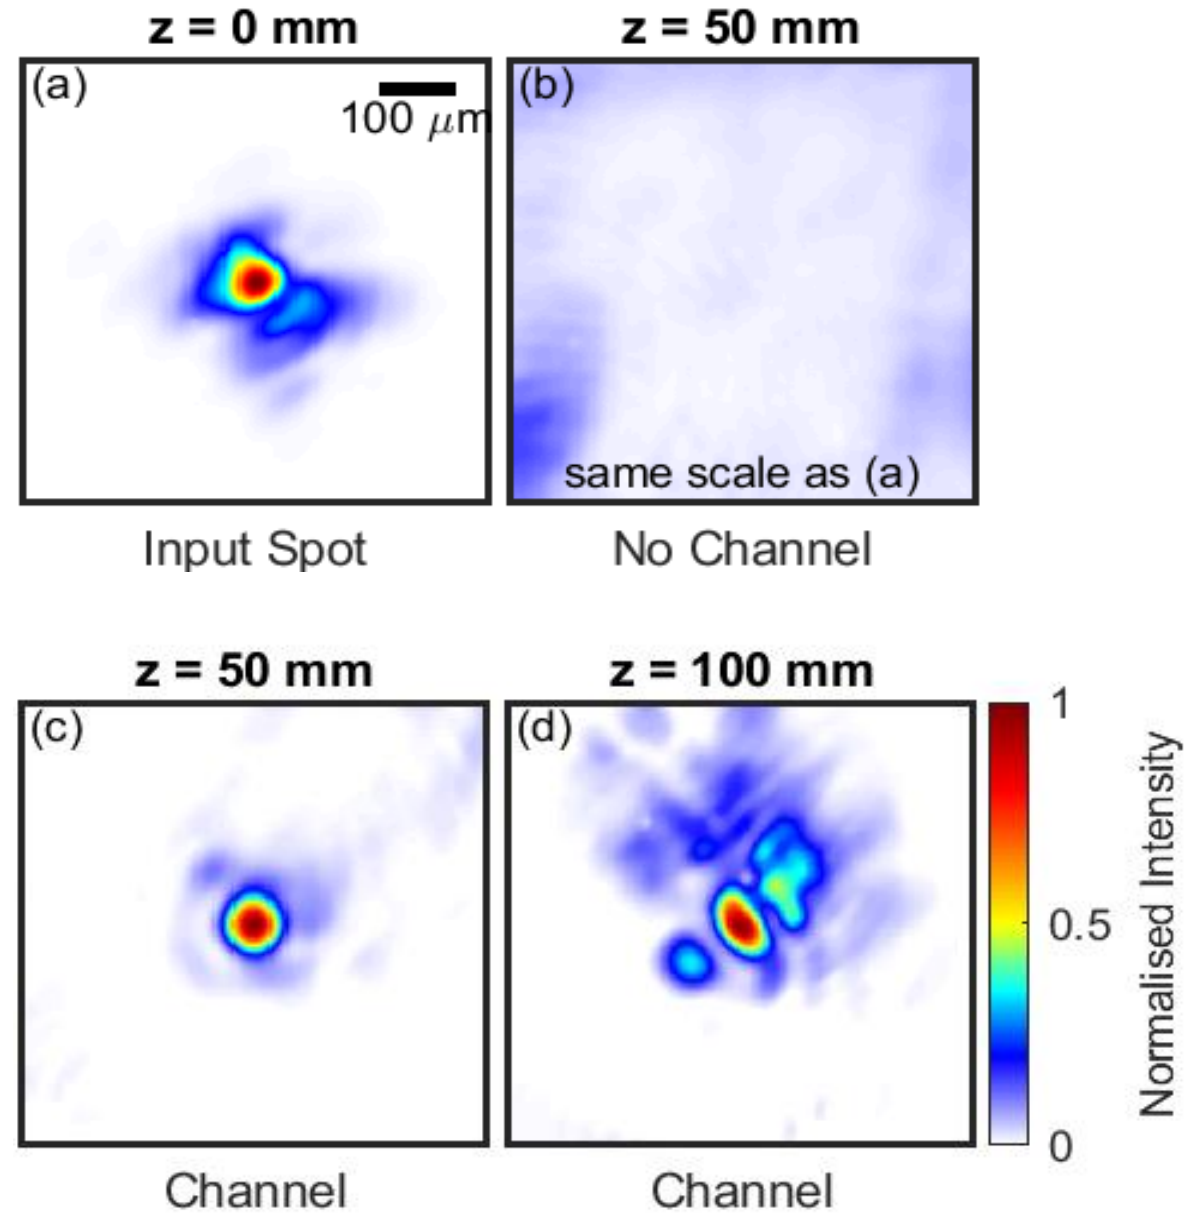 z = 0 mm
z = 50 mm
(a)
100 μm
(b)
same scale as (a)
Input Spot
No Channel
z = 50 mm
z = 100 mm
(c)
(d)
1
0.5
0
Normalised Intensity
Channel
Channel